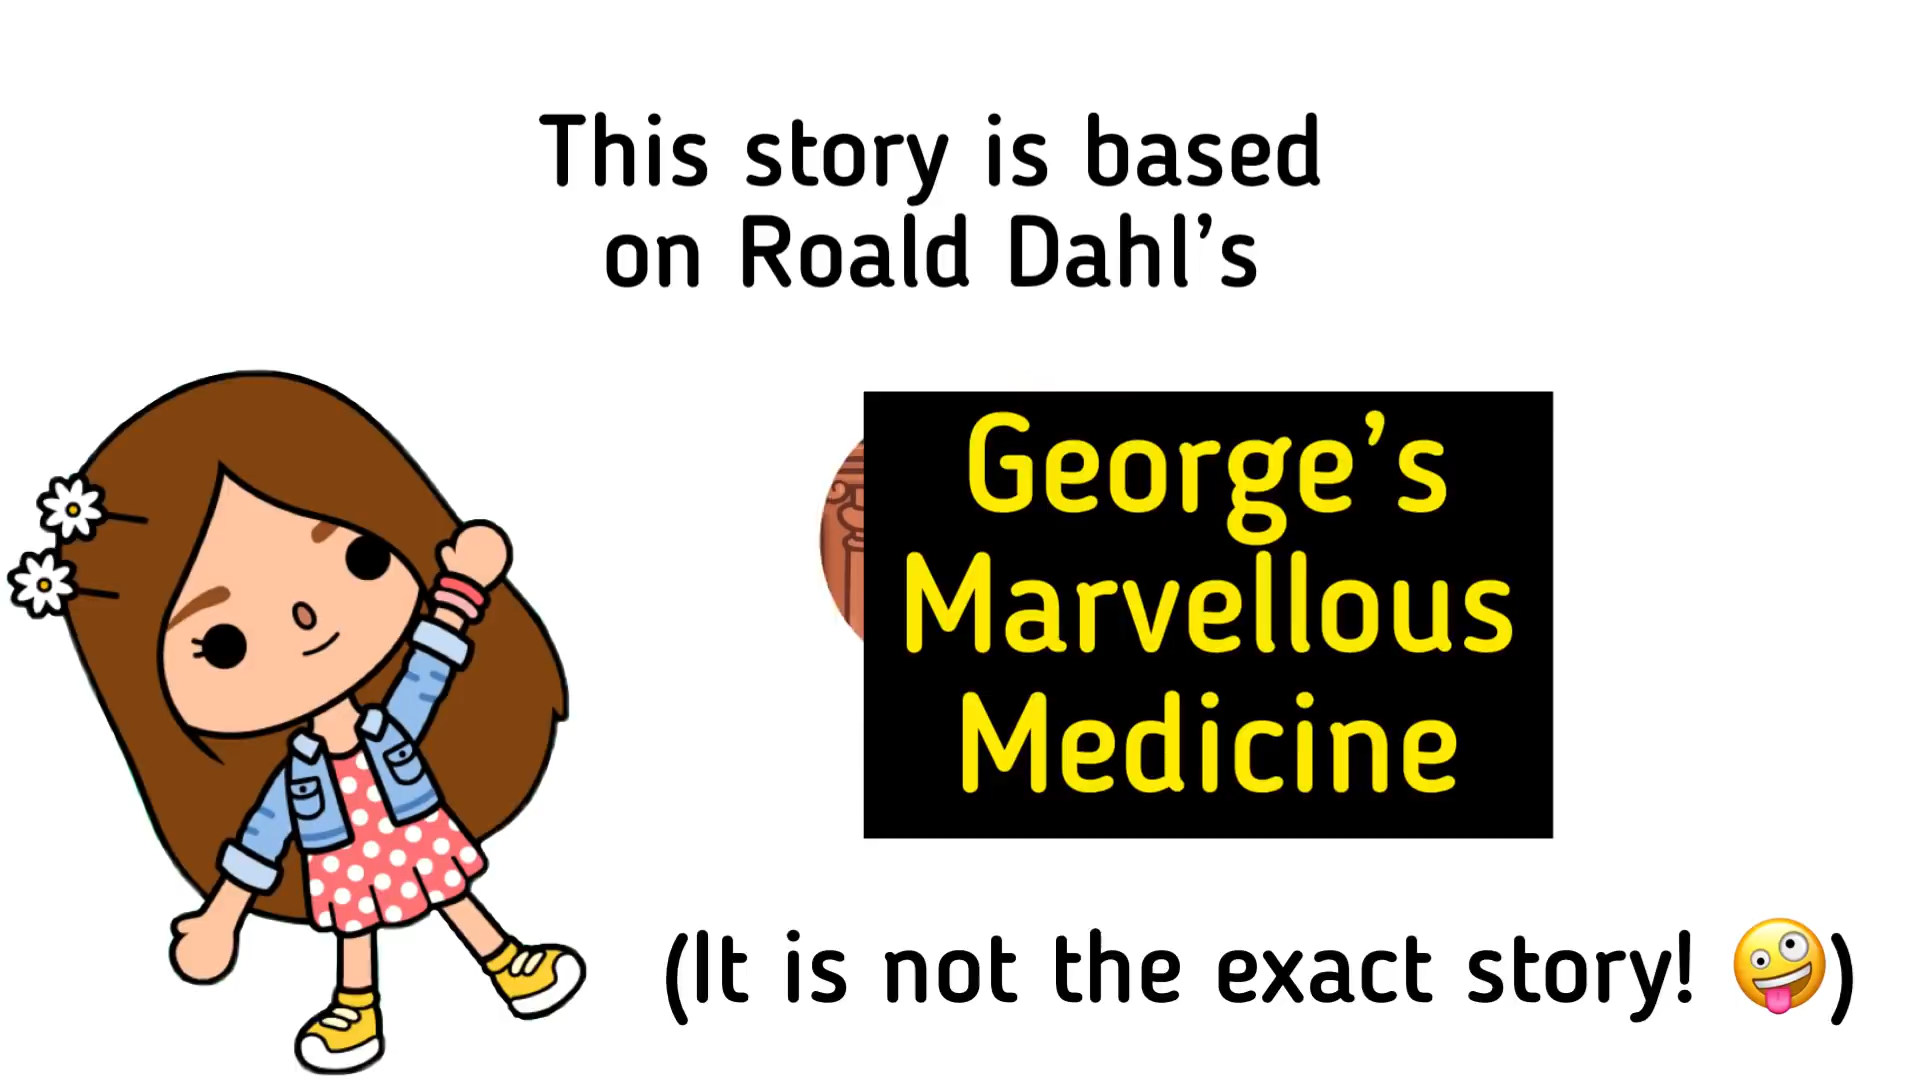 This story is based
on Roald Dahl’s
George’s
Marvellous
Medicine
(It is not the exact story! 🤪)